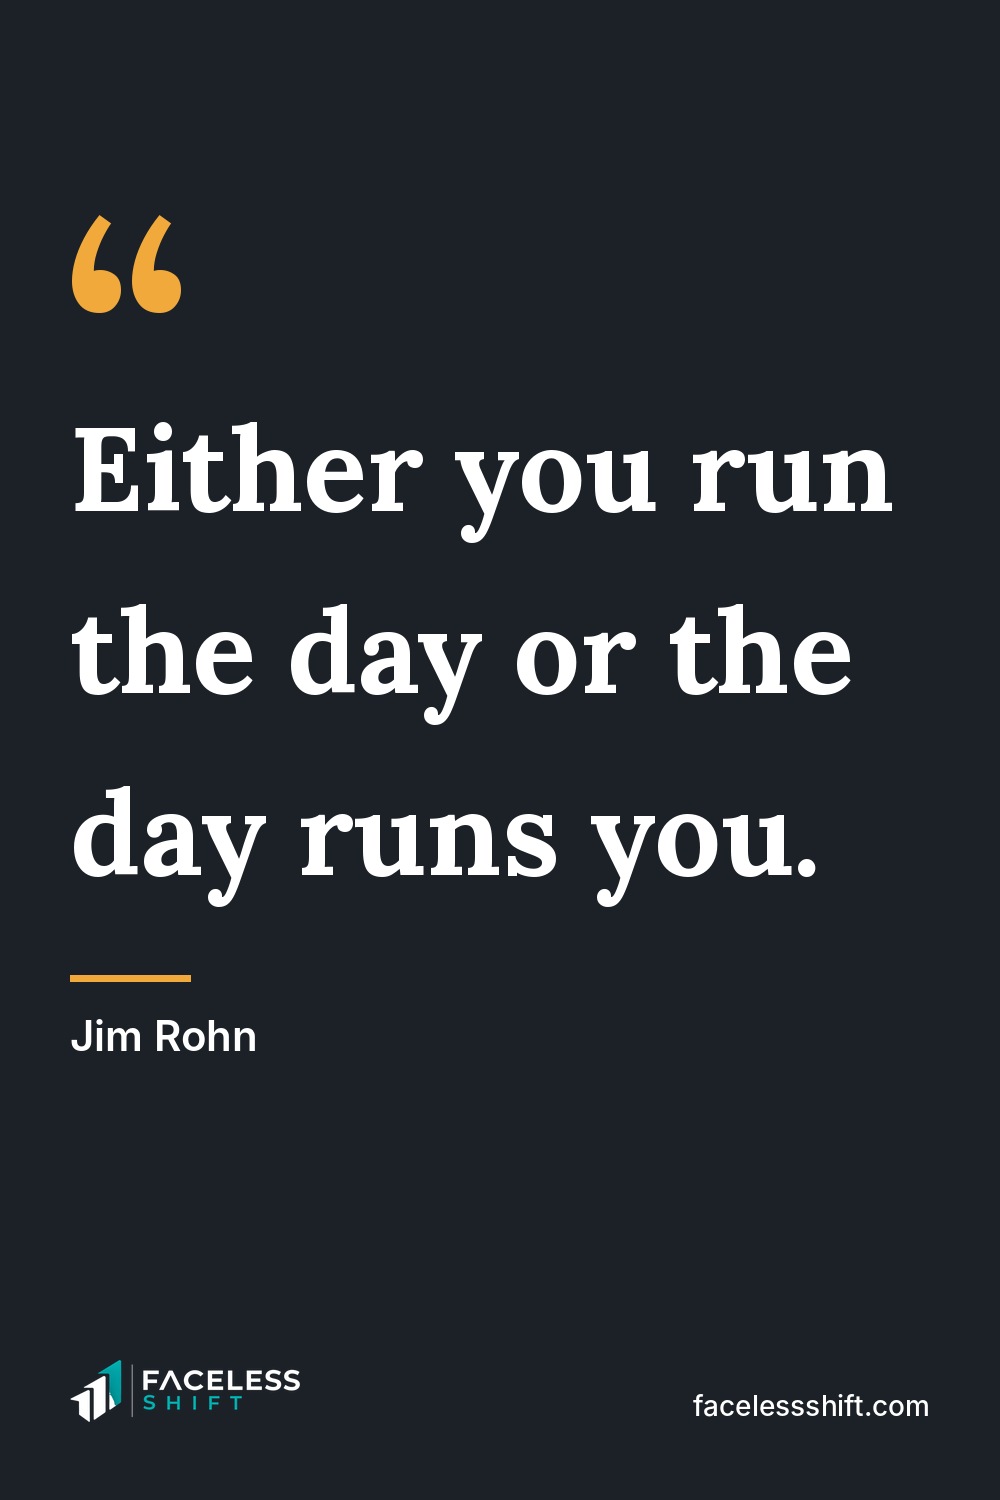 “
Either you run
the day or the
day runs you.
Jim Rohn
FACELESS
SHIFT
facelessshift.com